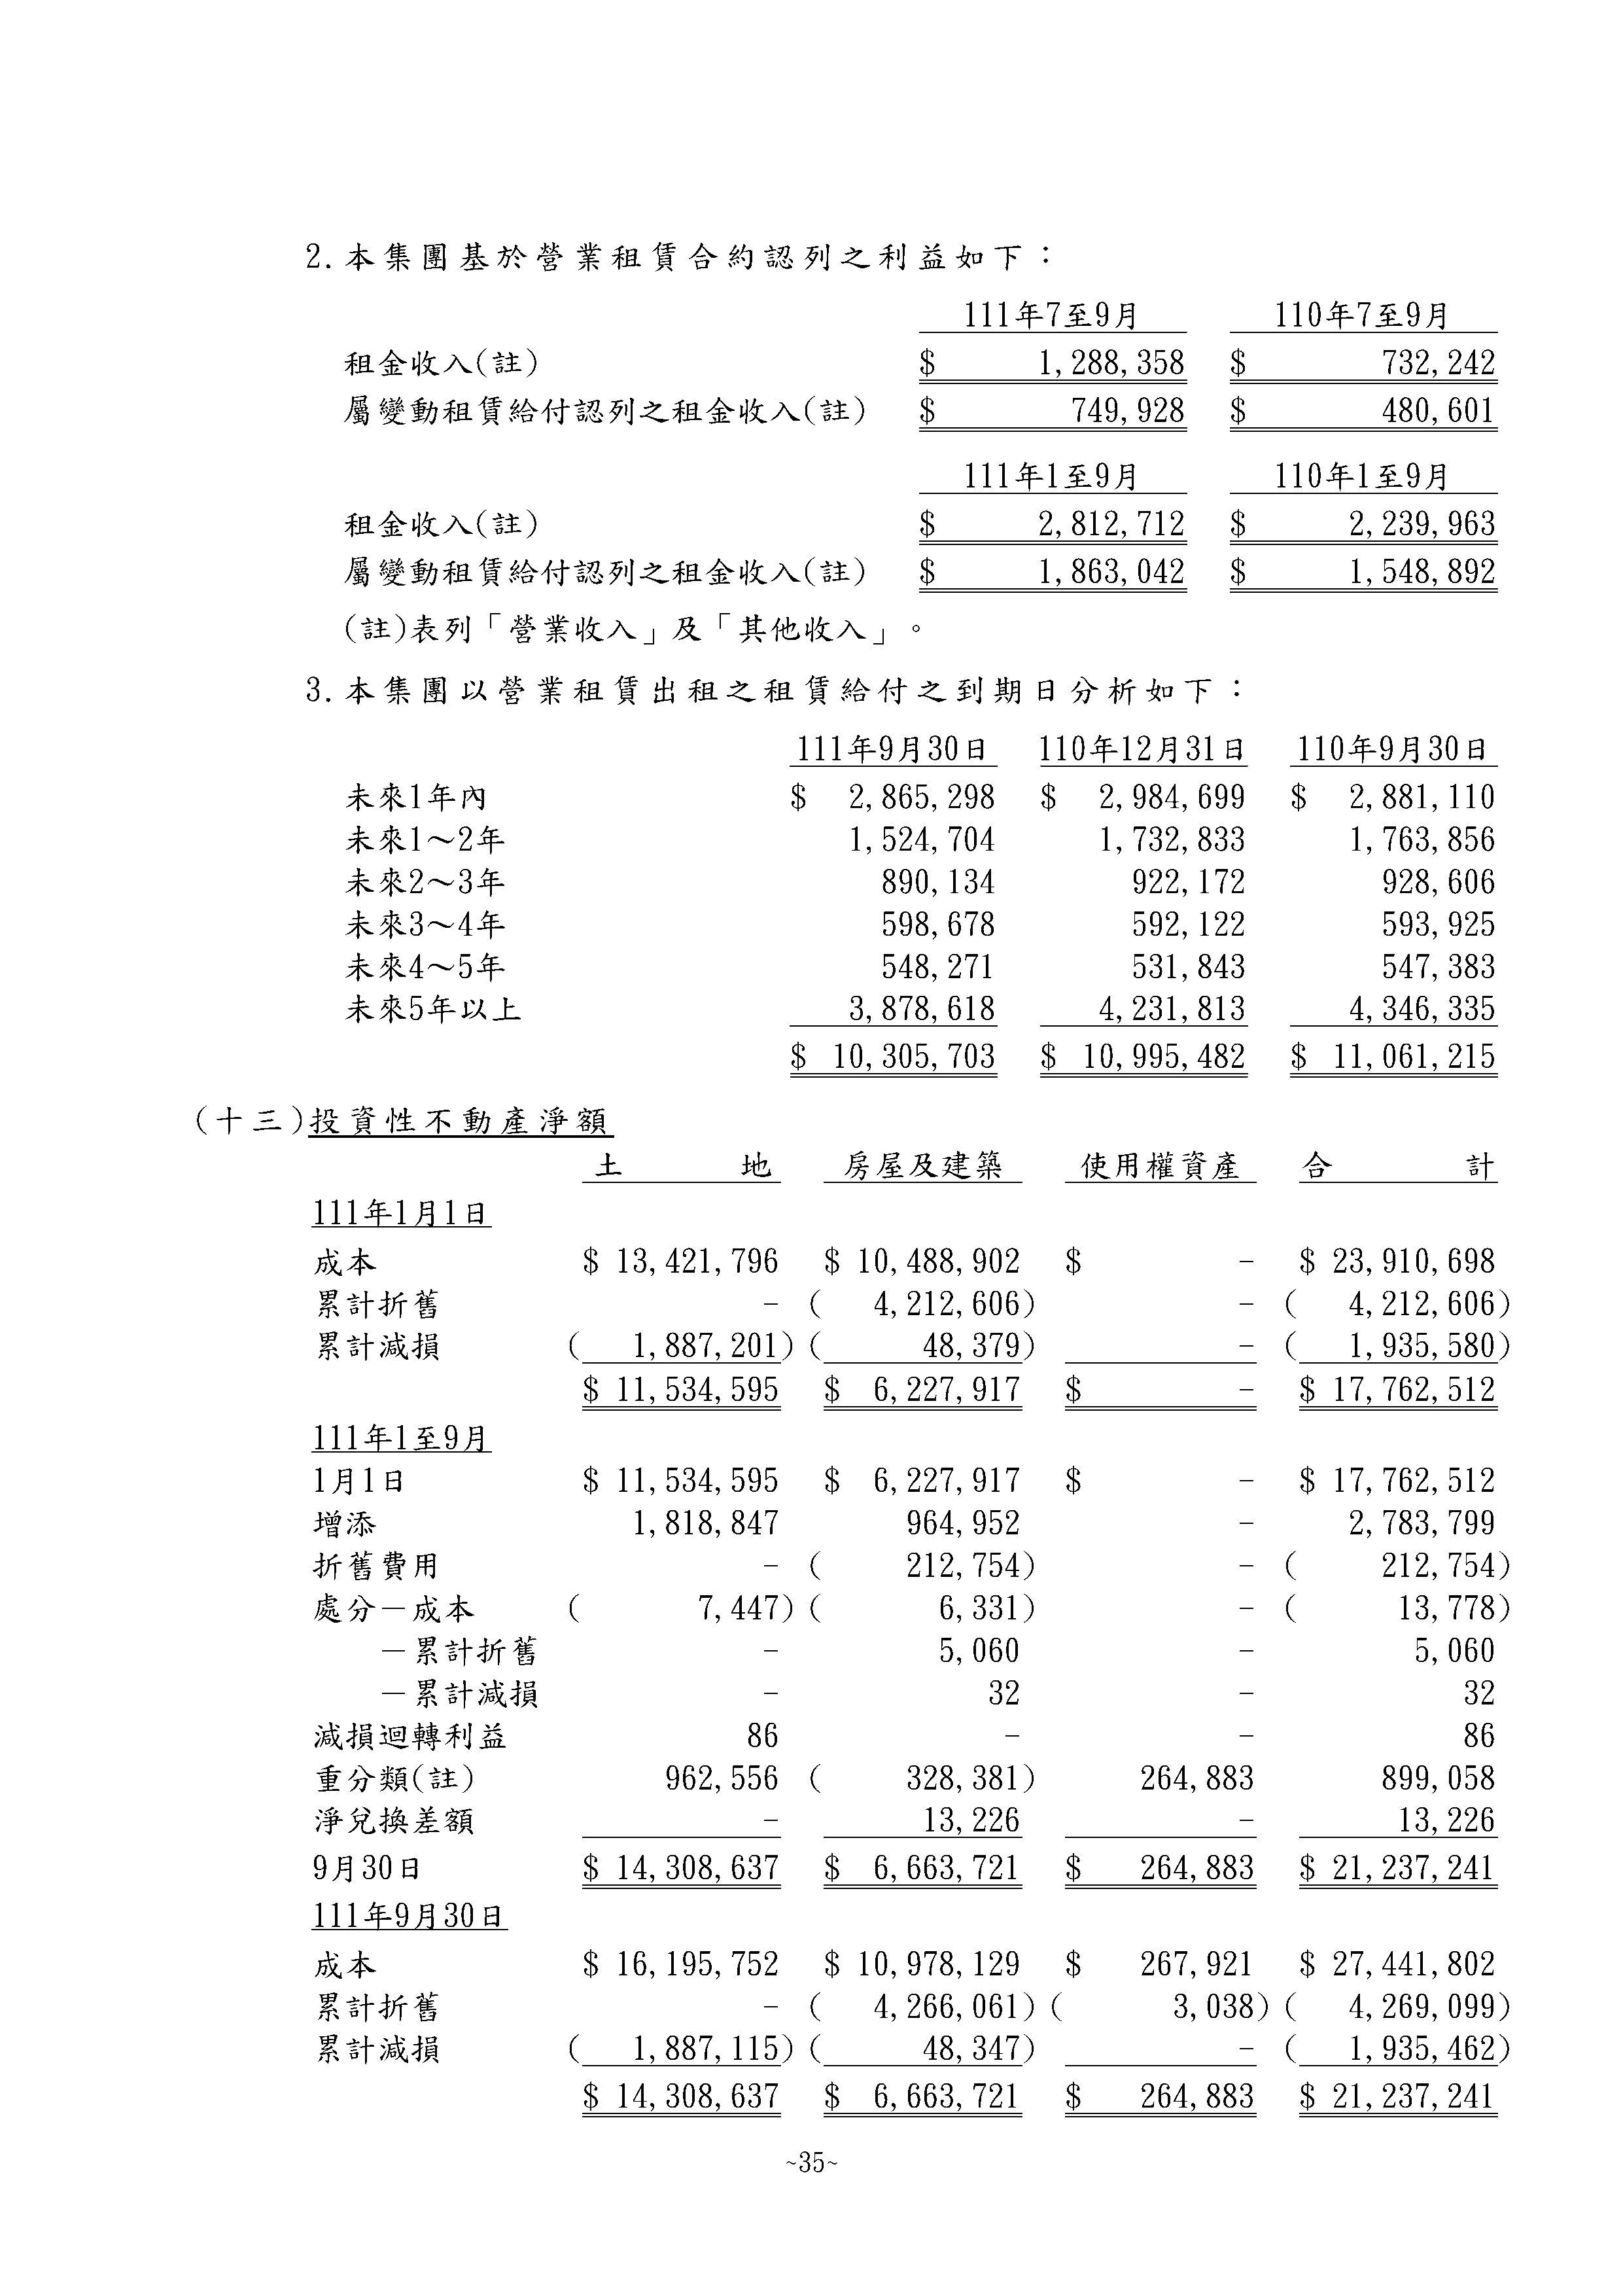 2.本集團基於營業租賃合約認列之利益如下：
111年7至9月 110年7至9月
租金收入(註) $ 1,288,358 $ 732,242
屬變動租賃給付認列之租金收入(註) $ 749,928 $ 480,601
111年1至9月 110年1至9月
租金收入(註) $ 2,812,712 $ 2,239,963
屬變動租賃給付認列之租金收入(註) $ 1,863,042 $ 1,548,892
(註)表列「營業收入」及「其他收入」。
3.本集團以營業租賃出租之租賃給付之到期日分析如下：
111年9月30日 110年12月31日 110年9月30日
未來1年內 $ 2,865,298 $ 2,984,699 $ 2,881,110
未來1～2年 1,524,704 1,732,833 1,763,856
未來2～3年 890,134 922,172 928,606
未來3～4年 598,678 592,122 593,925
未來4～5年 548,271 531,843 547,383
未來5年以上 3,878,618 4,231,813 4,346,335
$ 10,305,703 $ 10,995,482 $ 11,061,215
(十三)投資性不動產淨額
土 地 房屋及建築 使用權資產 合 計
111年1月1日
成本 $ 13,421,796 $ 10,488,902 $ - $ 23,910,698
累計折舊 - ( 4,212,606) - ( 4,212,606)
累計減損 ( 1,887,201) ( 48,379) - ( 1,935,580)
$ 11,534,595 $ 6,227,917 $ - $ 17,762,512
111年1至9月
1月1日 $ 11,534,595 $ 6,227,917 $ - $ 17,762,512
增添 1,818,847 964,952 - 2,783,799
折舊費用 - ( 212,754) - ( 212,754)
處分－成本 ( 7,447) ( 6,331) - ( 13,778)
－累計折舊 - 5,060 - 5,060
－累計減損 - 32 - 32
減損迴轉利益 86 - - 86
重分類(註) 962,556 ( 328,381) 264,883 899,058
淨兌換差額 - 13,226 - 13,226
9月30日 $ 14,308,637 $ 6,663,721 $ 264,883 $ 21,237,241
111年9月30日
成本 $ 16,195,752 $ 10,978,129 $ 267,921 $ 27,441,802
累計折舊 - ( 4,266,061) ( 3,038) ( 4,269,099)
累計減損 ( 1,887,115) ( 48,347) - ( 1,935,462)
$ 14,308,637 $ 6,663,721 $ 264,883 $ 21,237,241
~35~